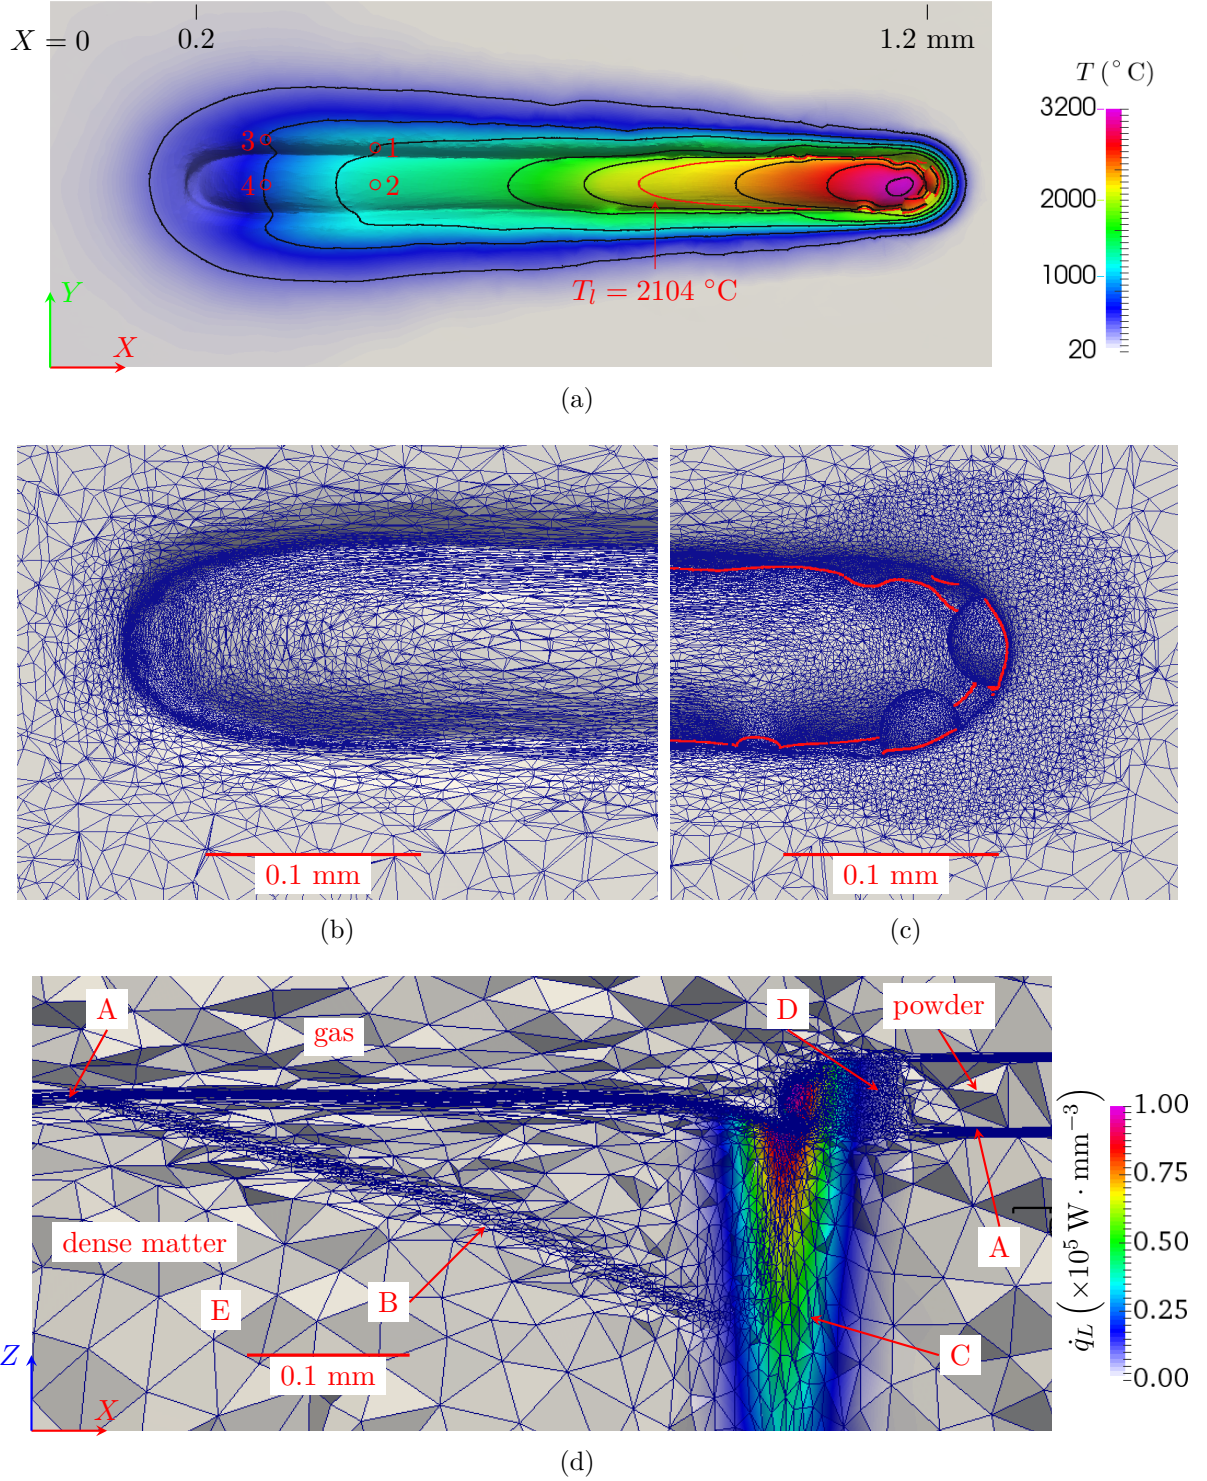 X = 0
0.2
1.2 mm
T (°C)
3200
2000
1000
20
3
1
4
2
T_l = 2104 °C
Y
X
(a)
0.1 mm
0.1 mm
(b)
(c)
A
gas
D
powder
dense matter
B
E
A
C
0.1 mm
Z
X
q̇_L (×10^5 W · mm^−3)
1.00
0.75
0.50
0.25
0.00
(d)